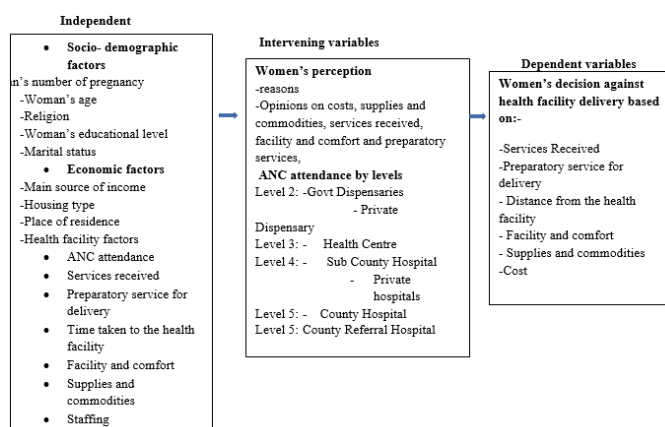 Independent
• Socio- demographic
factors
n's number of pregnancy
-Woman's age
-Religion
-Woman's educational level
-Marital status
• Economic factors
-Main source of income
-Housing type
-Place of residence
-Health facility factors
• ANC attendance
• Services received
• Preparatory service for
delivery
• Time taken to the health
facility
• Facility and comfort
• Supplies and
commodities
• Staffing
Intervening variables
Women's perception
-reasons
-Opinions on costs, supplies and
commodities, services received,
facility and comfort and preparatory
services,
ANC attendance by levels
Level 2: -Govt Dispensaries
- Private
Dispensary
Level 3: - Health Centre
Level 4: - Sub County Hospital
- Private
hospitals
Level 5: - County Hospital
Level 5: County Referral Hospital
Dependent variables
Women's decision against
health facility delivery based
on:-
-Services Received
-Preparatory service for
delivery
- Distance from the health
facility
- Facility and comfort
- Supplies and commodities
-Cost